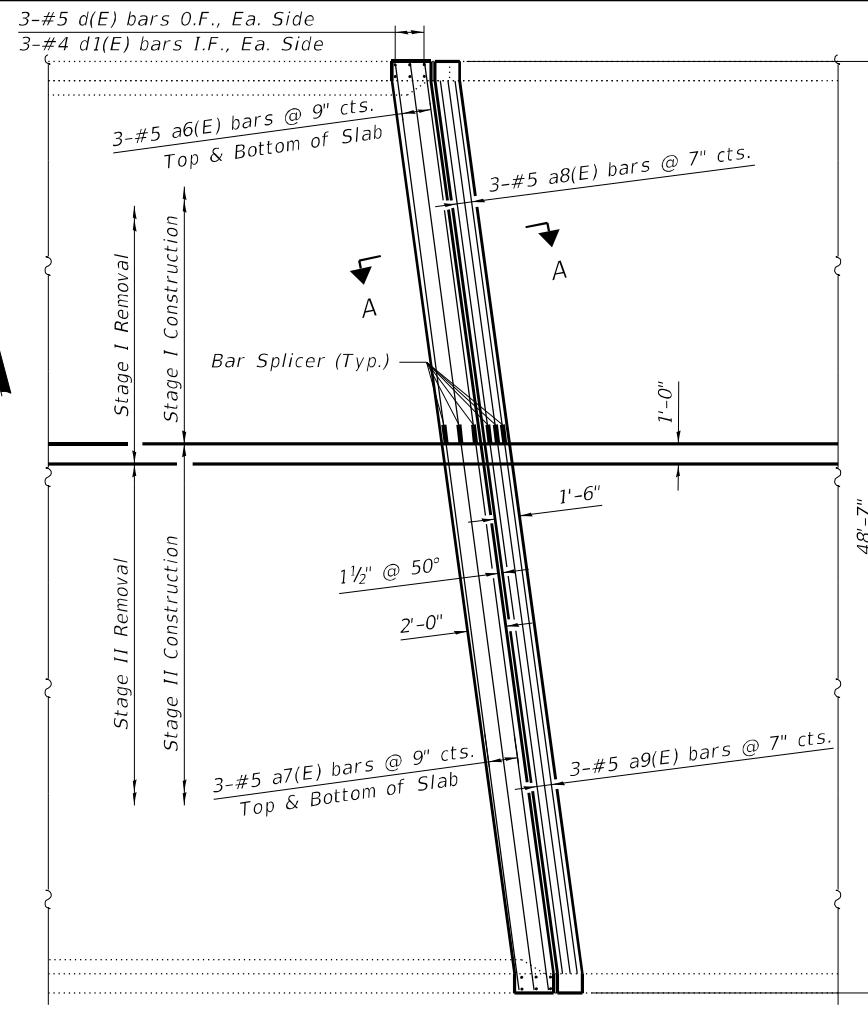 3-#5 d(E) bars O.F., Ea. Side
3-#4 d1(E) bars I.F., Ea. Side
3-#5 a6(E) bars @ 9" cts.
Top & Bottom of Slab
3-#5 a8(E) bars @ 7" cts.
A
A
Stage I Removal
Stage I Construction
Bar Splicer (Typ.)
1'-0"
1'-6"
48'-7"
1½" @ 50°
2'-0"
Stage II Removal
Stage II Construction
3-#5 a7(E) bars @ 9" cts.
Top & Bottom of Slab
3-#5 a9(E) bars @ 7" cts.